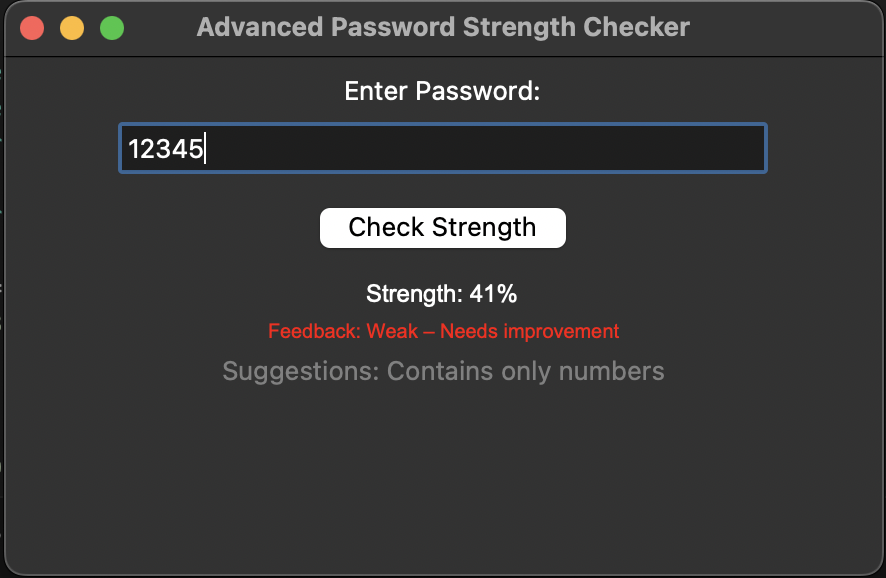 Advanced Password Strength Checker
Enter Password:
12345
Check Strength
Strength: 41%
Feedback: Weak – Needs improvement
Suggestions: Contains only numbers